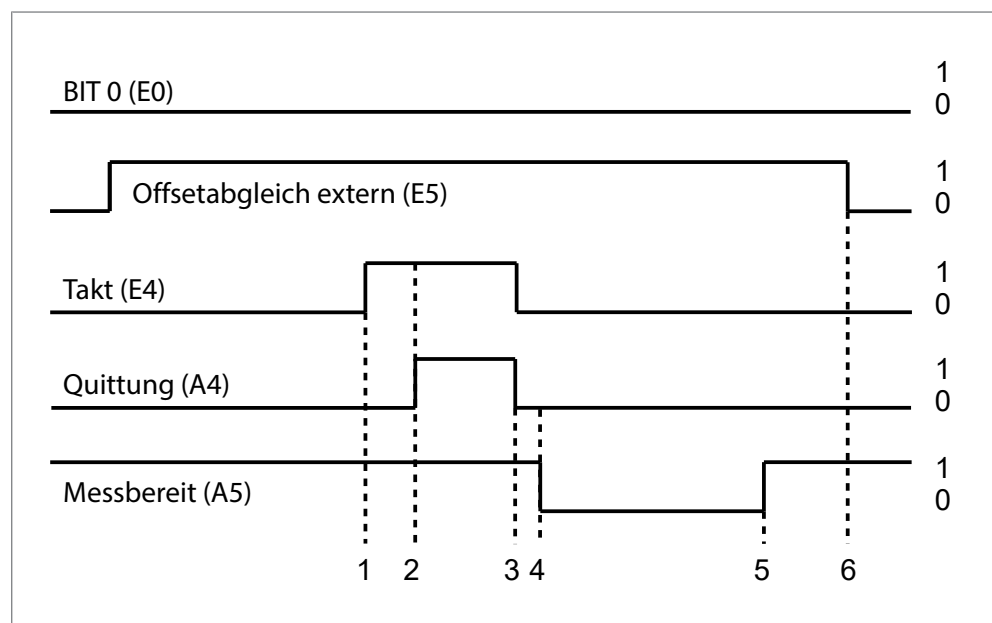 BIT 0 (E0)
1
0
Offsetabgleich extern (E5)
1
0
Takt (E4)
1
0
Quittung (A4)
1
0
Messbereit (A5)
1
0
1 2 3 4 5 6